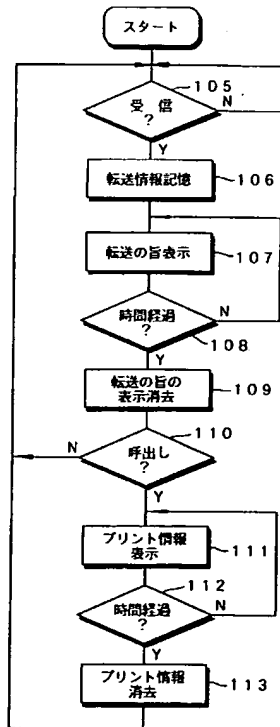 スタート
105
受信
?
N
Y
転送情報記憶
106
転送の旨表示
107
時間経過
?
N
108
Y
転送の旨の
表示消去
109
110
N
呼出し
?
Y
プリント情報
表示
111
112
時間経過
?
N
Y
プリント情報
消去
113